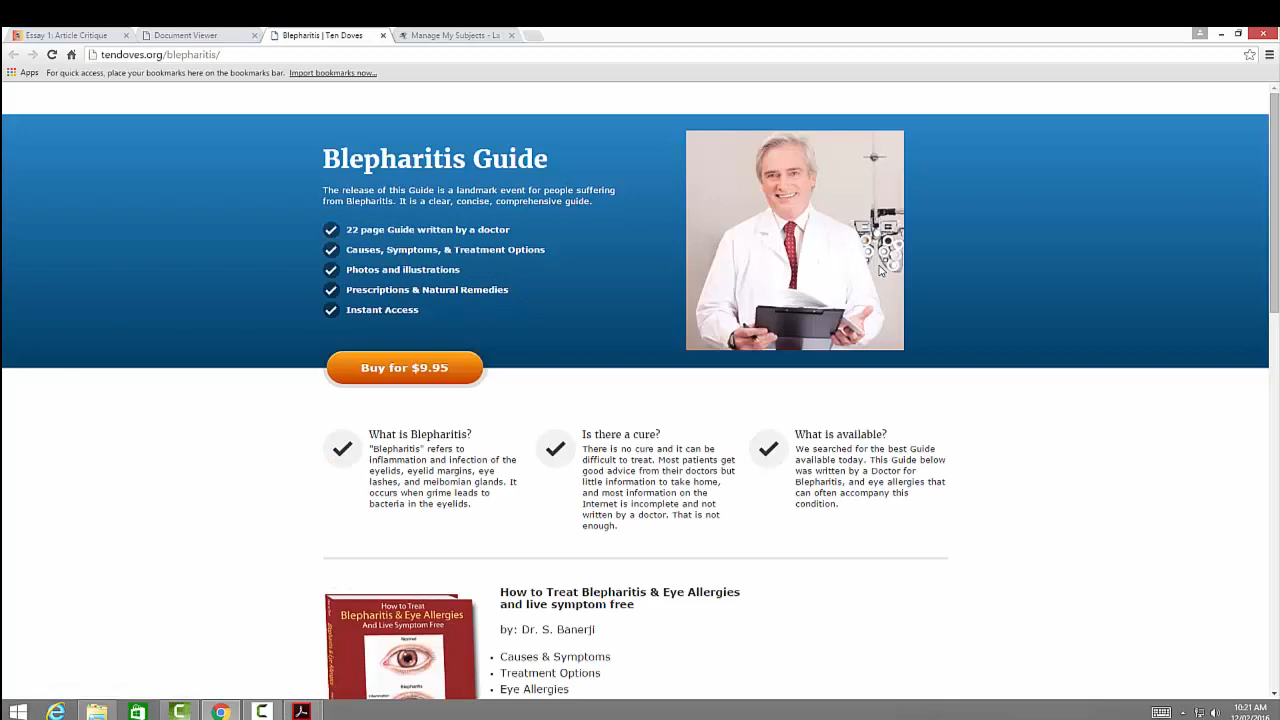 Essay 1: Article Critique
Document Viewer
Blepharitis | Ten Doves
Manage My Subjects - La
tendoves.org/blepharitis/
Apps
For quick access, place your bookmarks here on the bookmarks bar.
Import bookmarks now...
Blepharitis Guide
The release of this Guide is a landmark event for people suffering
from Blepharitis. It is a clear, concise, comprehensive guide.
22 page Guide written by a doctor
Causes, Symptoms, & Treatment Options
Photos and illustrations
Prescriptions & Natural Remedies
Instant Access
Buy for $9.95
What is Blepharitis?
"Blepharitis" refers to
inflammation and infection of the
eyelids, eyelid margins, eye
lashes, and meibomian glands. It
occurs when grime leads to
bacteria in the eyelids.
Is there a cure?
There is no cure and it can be
difficult to treat. Most patients get
good advice from their doctors but
little information to take home,
and most information on the
Internet is incomplete and not
written by a doctor. That is not
enough.
What is available?
We searched for the best Guide
available today. This Guide below
was written by a Doctor for
Blepharitis, and eye allergies that
can often accompany this
condition.
How to Treat
Blepharitis & Eye Allergies
And Live Symptom Free
Normal
Blepharitis
How to Treat Blepharitis & Eye Allergies
and live symptom free
by: Dr. S. Banerji
Causes & Symptoms
Treatment Options
Eye Allergies
10:21 AM
12/02/2016